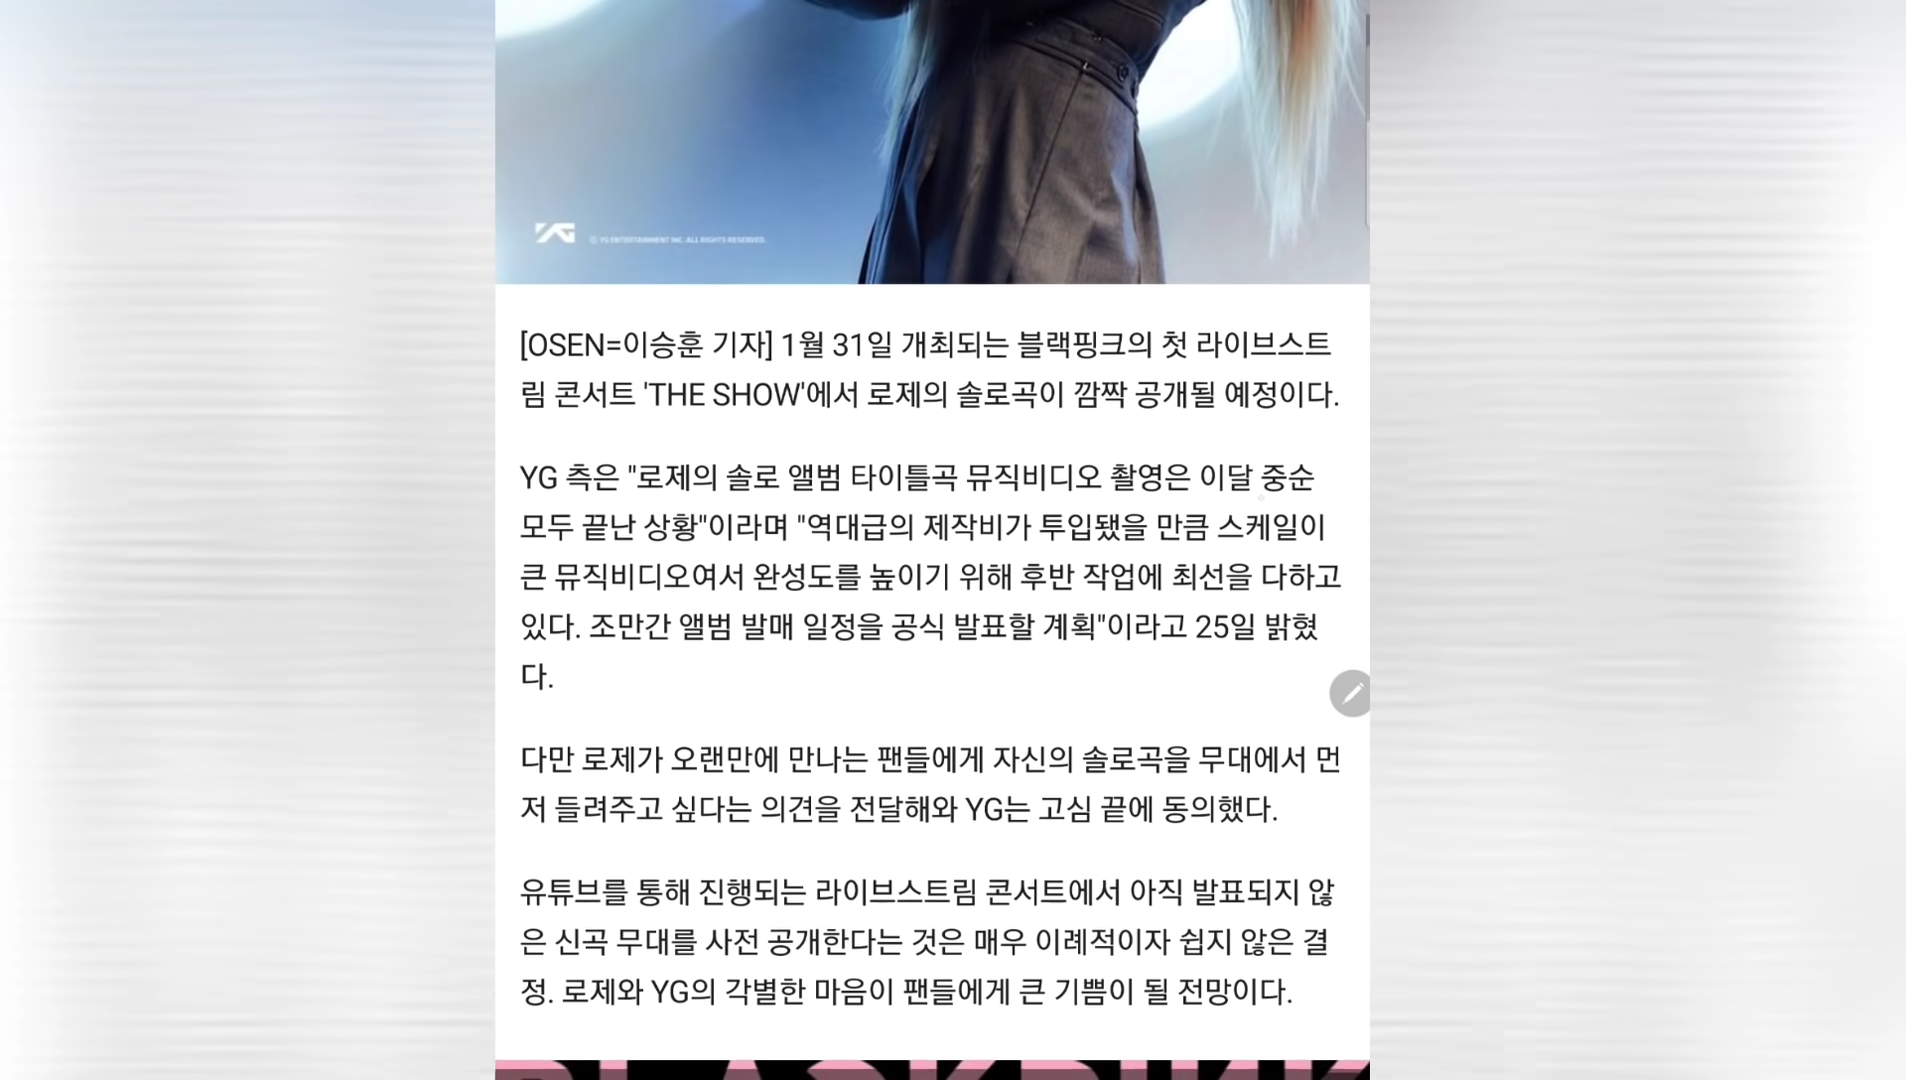 YG
© YG ENTERTAINMENT INC. ALL RIGHTS RESERVED.
[OSEN=이승훈 기자] 1월 31일 개최되는 블랙핑크의 첫 라이브스트
림 콘서트 'THE SHOW'에서 로제의 솔로곡이 깜짝 공개될 예정이다.
YG 측은 "로제의 솔로 앨범 타이틀곡 뮤직비디오 촬영은 이달 중순
모두 끝난 상황"이라며 "역대급의 제작비가 투입됐을 만큼 스케일이
큰 뮤직비디오여서 완성도를 높이기 위해 후반 작업에 최선을 다하고
있다. 조만간 앨범 발매 일정을 공식 발표할 계획"이라고 25일 밝혔
다.
다만 로제가 오랜만에 만나는 팬들에게 자신의 솔로곡을 무대에서 먼
저 들려주고 싶다는 의견을 전달해와 YG는 고심 끝에 동의했다.
유튜브를 통해 진행되는 라이브스트림 콘서트에서 아직 발표되지 않
은 신곡 무대를 사전 공개한다는 것은 매우 이례적이자 쉽지 않은 결
정. 로제와 YG의 각별한 마음이 팬들에게 큰 기쁨이 될 전망이다.